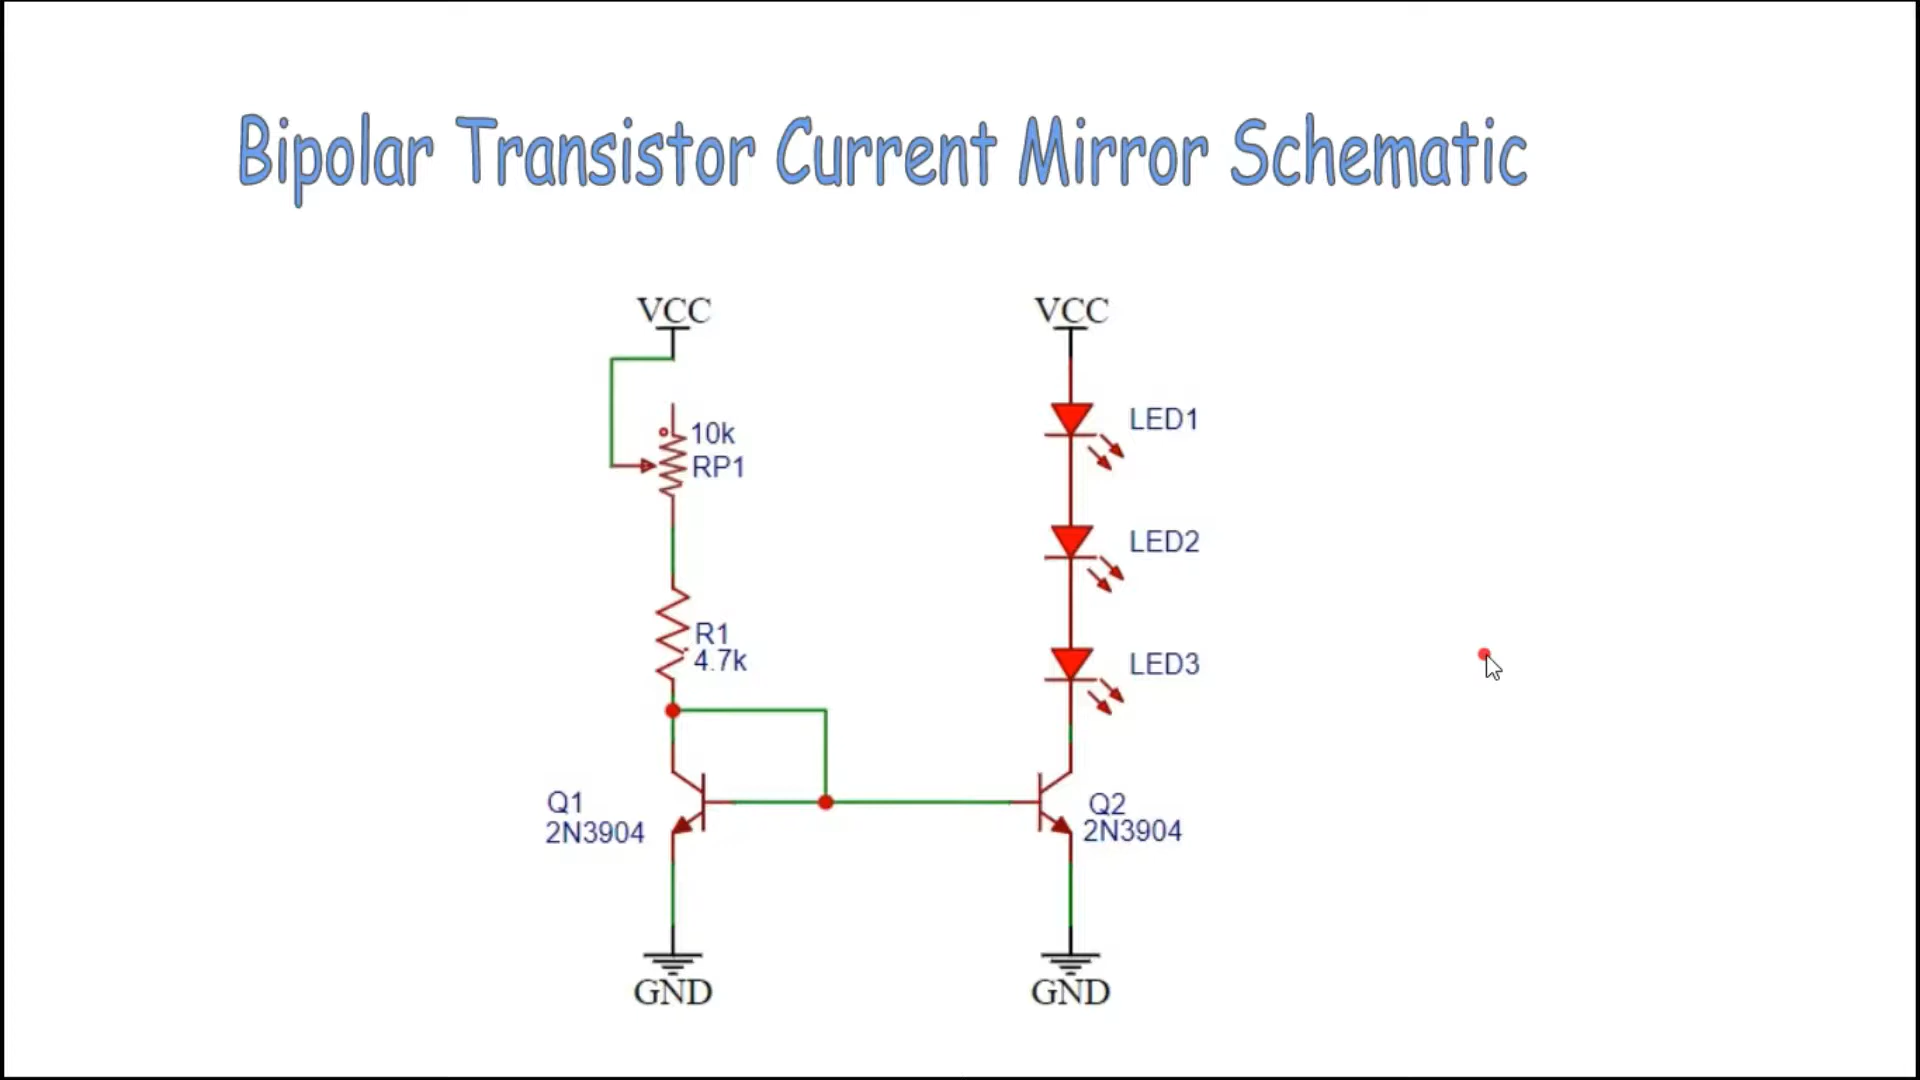 Bipolar Transistor Current Mirror Schematic
VCC
VCC
10k
RP1
LED1
LED2
R1
4.7k
LED3
Q1
2N3904
Q2
2N3904
GND
GND